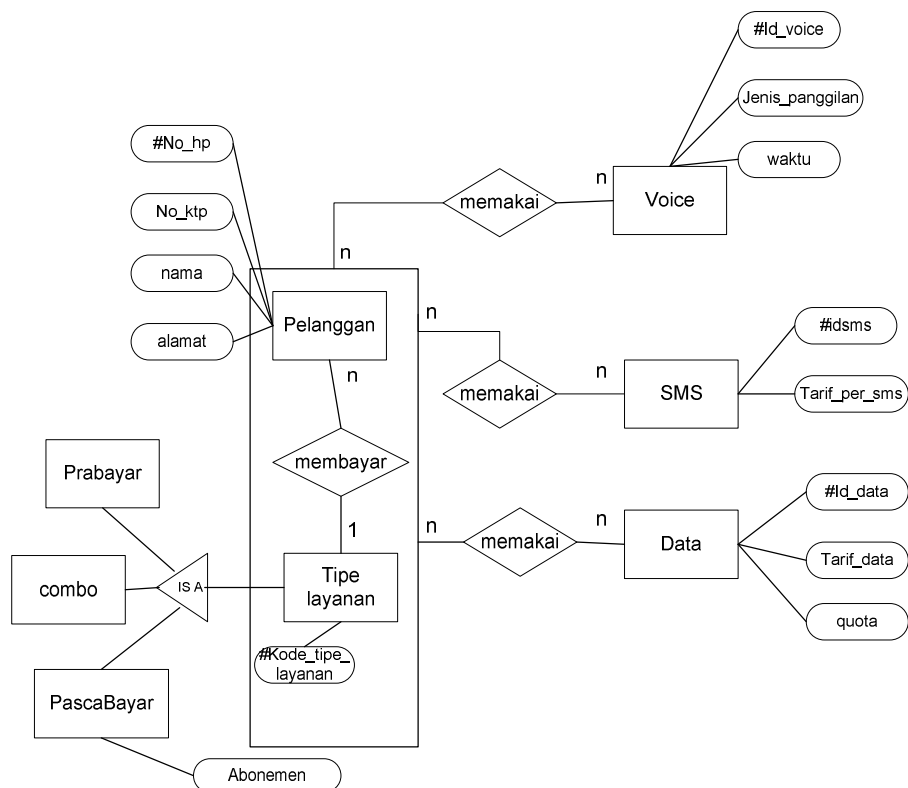 #Id_voice
Jenis_panggilan
waktu
#No_hp
No_ktp
nama
alamat
memakai
n
Voice
n
Pelanggan
n
n
memakai
n
SMS
#idsms
Tarif_per_sms
membayar
Prabayar
combo
IS A
PascaBayar
Abonemen
1
Tipe
layanan
#Kode_tipe_
layanan
n
memakai
n
Data
#Id_data
Tarif_data
quota